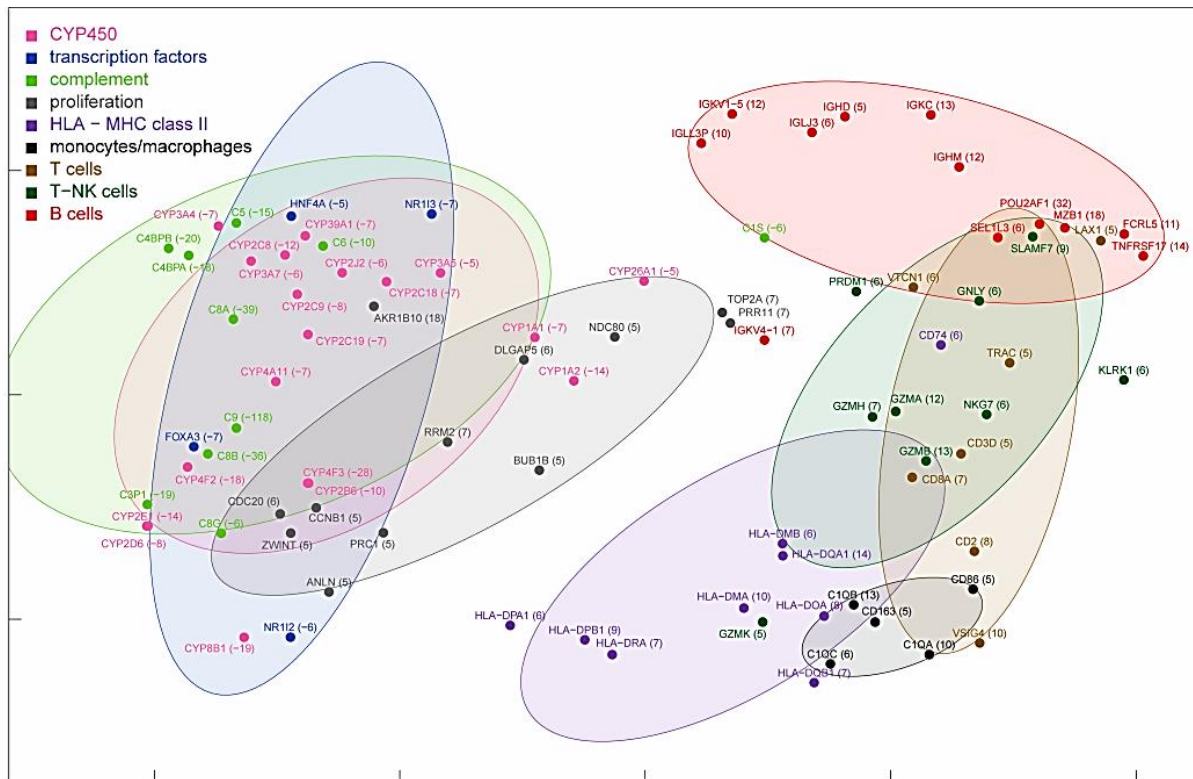 CYP450
transcription factors
complement
proliferation
HLA − MHC class II
monocytes/macrophages
T cells
T−NK cells
B cells
IGKV1−5 (12)
IGHD (5)
IGKC (13)
IGLJ3 (6)
IGLL3P (10)
IGHM (12)
POU2AF1 (32)
MZB1 (18)
FCRL5 (11)
SEL1L3 (6)
LAX1 (5)
SLAMF7 (9)
TNFRSF17 (14)
HNF4A (−5)
NR1I3 (−7)
CYP3A4 (−7)
C5 (−15)
CYP39A1 (−7)
C1S (−6)
C4BPB (−20)
CYP2C8 (−12)
C6 (−10)
C4BPA (−16)
CYP3A7 (−6)
CYP2J2 (−6)
CYP3A5 (−5)
CYP26A1 (−5)
PRDM1 (6)
VTCN1 (6)
CYP2C9 (−8)
CYP2C18 (−7)
GNLY (6)
C8A (−39)
AKR1B10 (18)
TOP2A (7)
PRR11 (7)
CYP2C19 (−7)
CYP1A1 (−7)
NDC80 (5)
IGKV4−1 (7)
CD74 (6)
DLGAP5 (6)
TRAC (5)
CYP4A11 (−7)
CYP1A2 (−14)
KLRK1 (6)
GZMH (7)
GZMA (12)
NKG7 (6)
C9 (−118)
FOXA3 (−7)
RRM2 (7)
C8B (−36)
BUB1B (5)
GZMB (13)
CD3D (5)
CYP4F2 (−18)
CYP4F3 (−28)
CD8A (7)
CYP2B6 (−10)
C3P1 (−19)
CDC20 (6)
CCNB1 (5)
CYP2E1 (−14)
C8G (−6)
CYP2D6 (−8)
ZWINT (5)
PRC1 (5)
HLA−DMB (6)
HLA−DQA1 (14)
CD2 (8)
ANLN (5)
CD86 (5)
HLA−DMA (10)
C1QB (13)
HLA−DPA1 (6)
HLA−DOA (8)
CD163 (5)
NR1I2 (−6)
HLA−DPB1 (9)
GZMK (5)
CYP8B1 (−19)
HLA−DRA (7)
VSIG4 (10)
C1QC (6)
C1QA (10)
HLA−DQB1 (7)